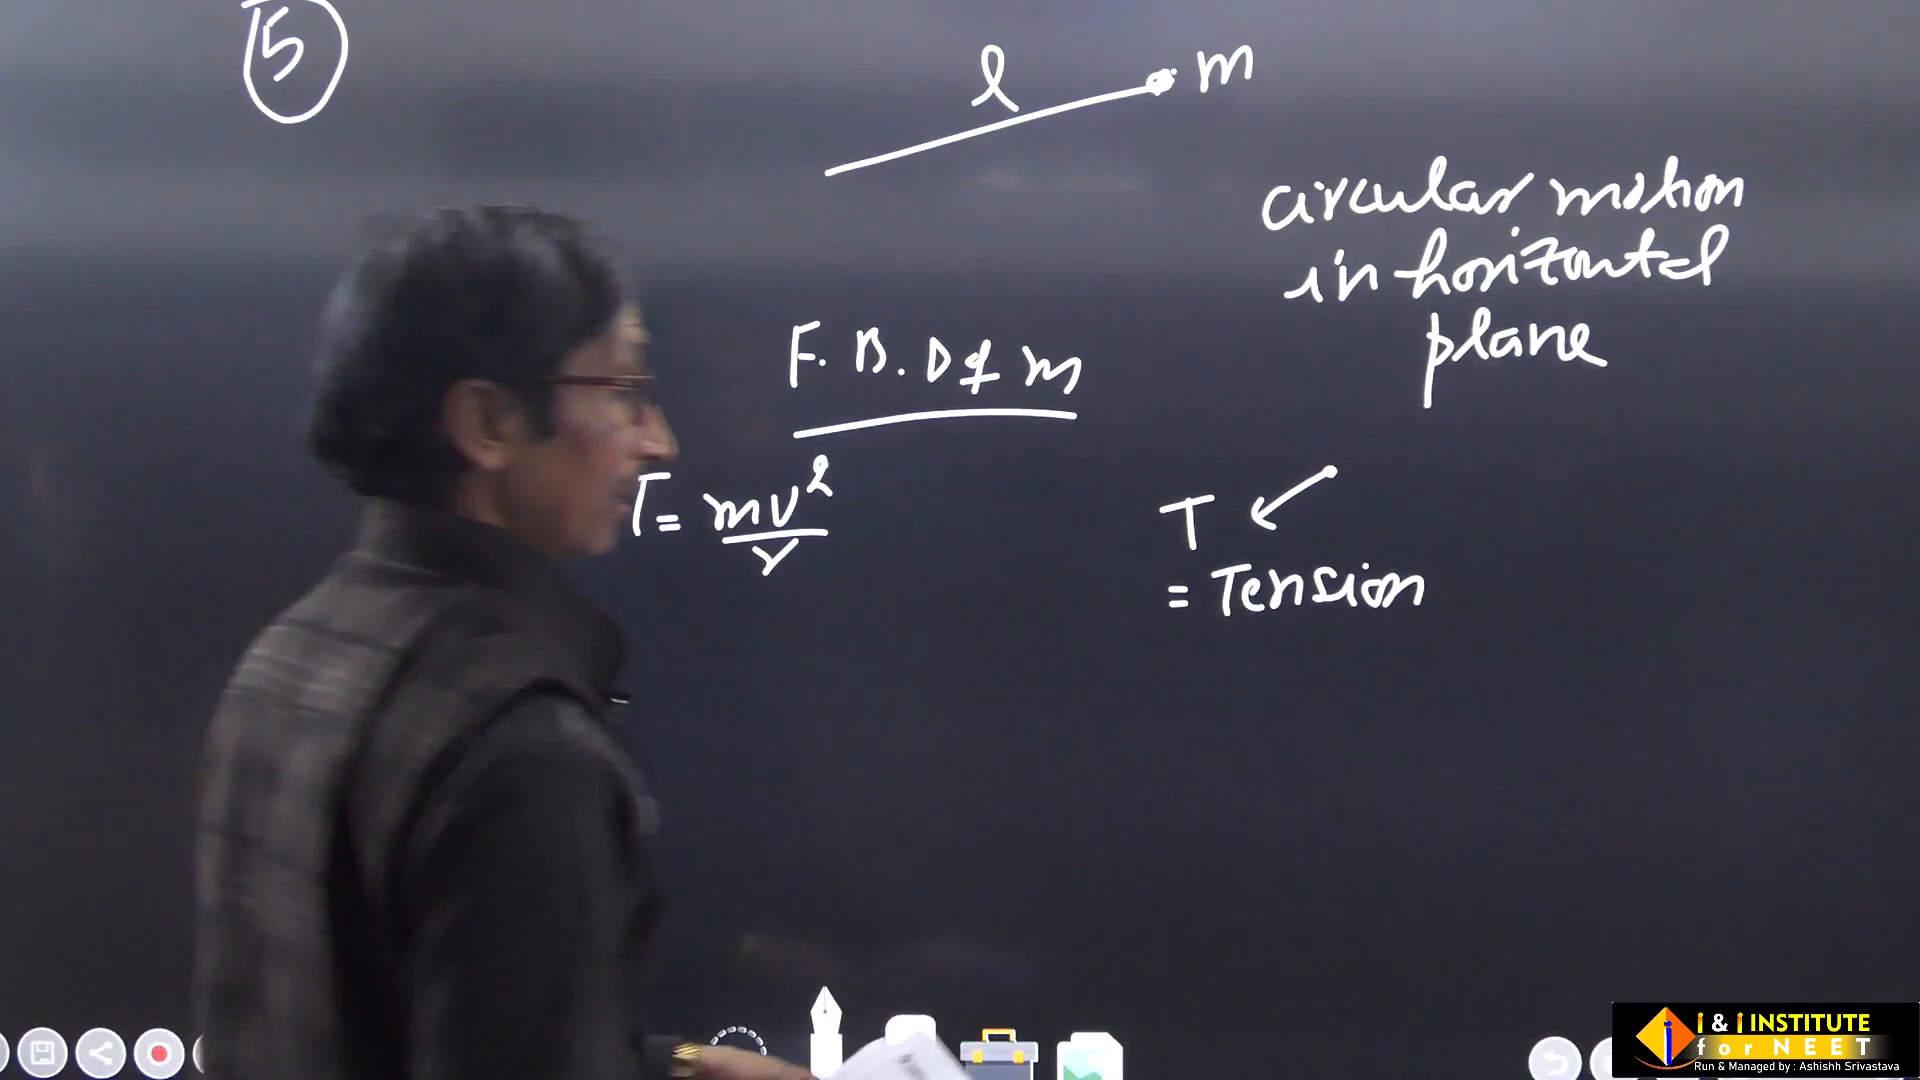 5
l m
circular motion
in horizontal
plane
F. B. D of m
T = mv²/r
T
= Tension
i & i INSTITUTE
for NEET
Run & Managed by : Ashishh Srivastava